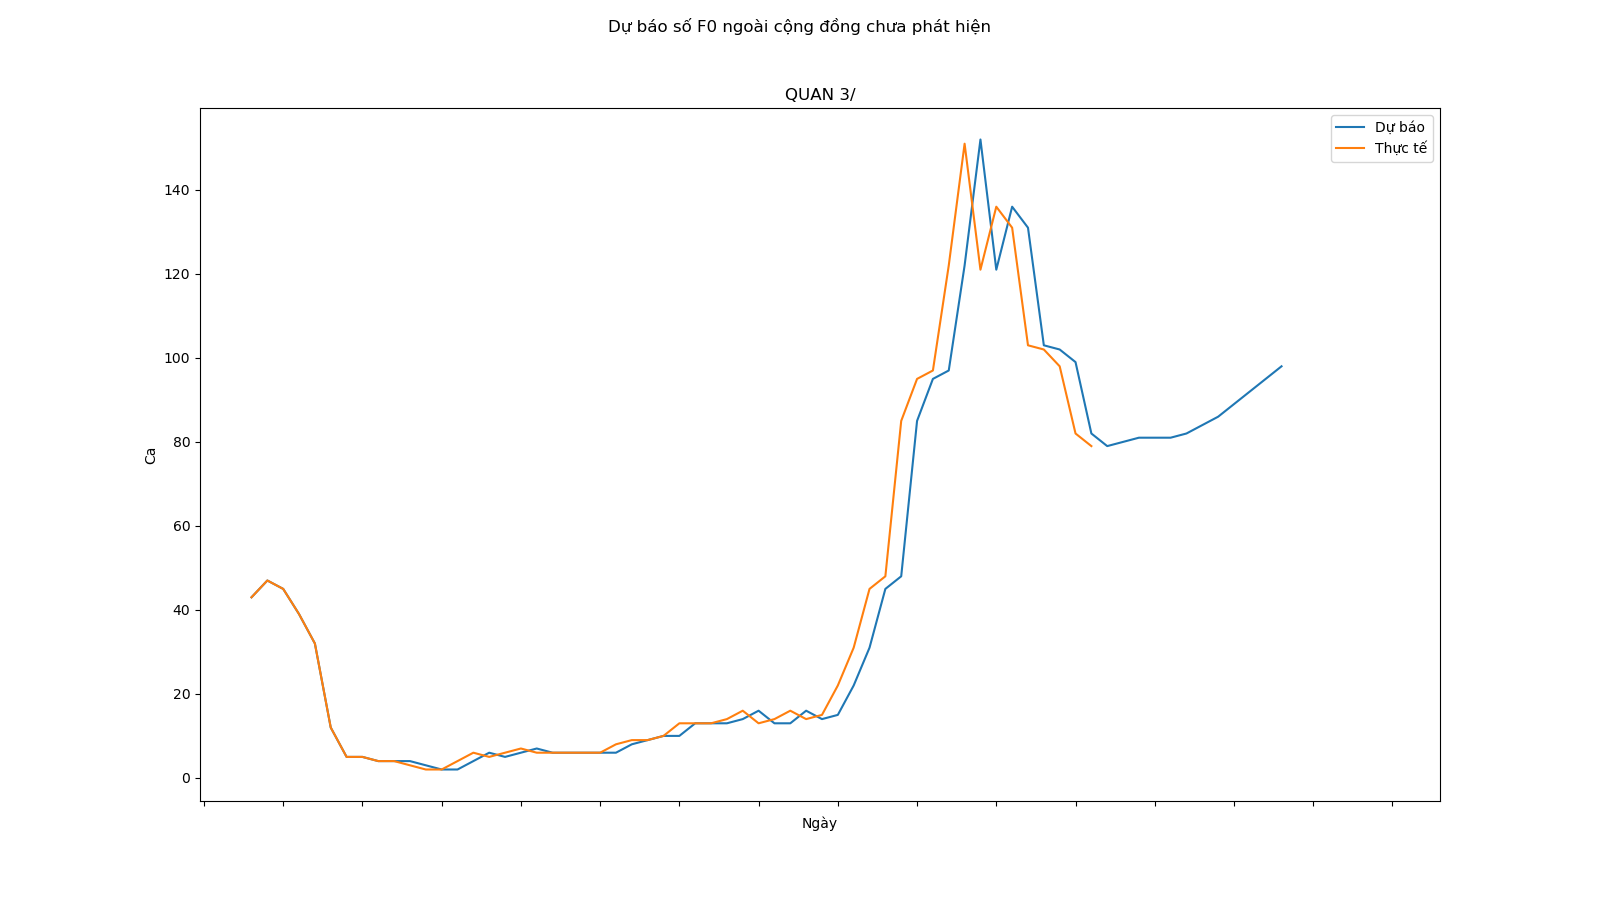 Dự báo số F0 ngoài cộng đồng chưa phát hiện
QUAN 3/
Dự báo
Thực tế
140
120
100
80
60
40
20
0
Ca
Ngày